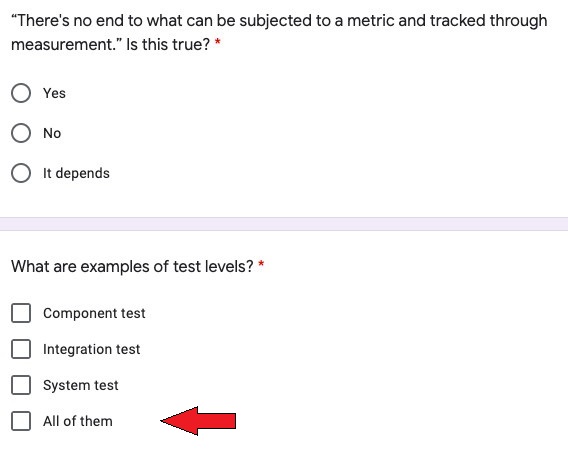 “There's no end to what can be subjected to a metric and tracked through
measurement.” Is this true? *
Yes
No
It depends
What are examples of test levels? *
Component test
Integration test
System test
All of them